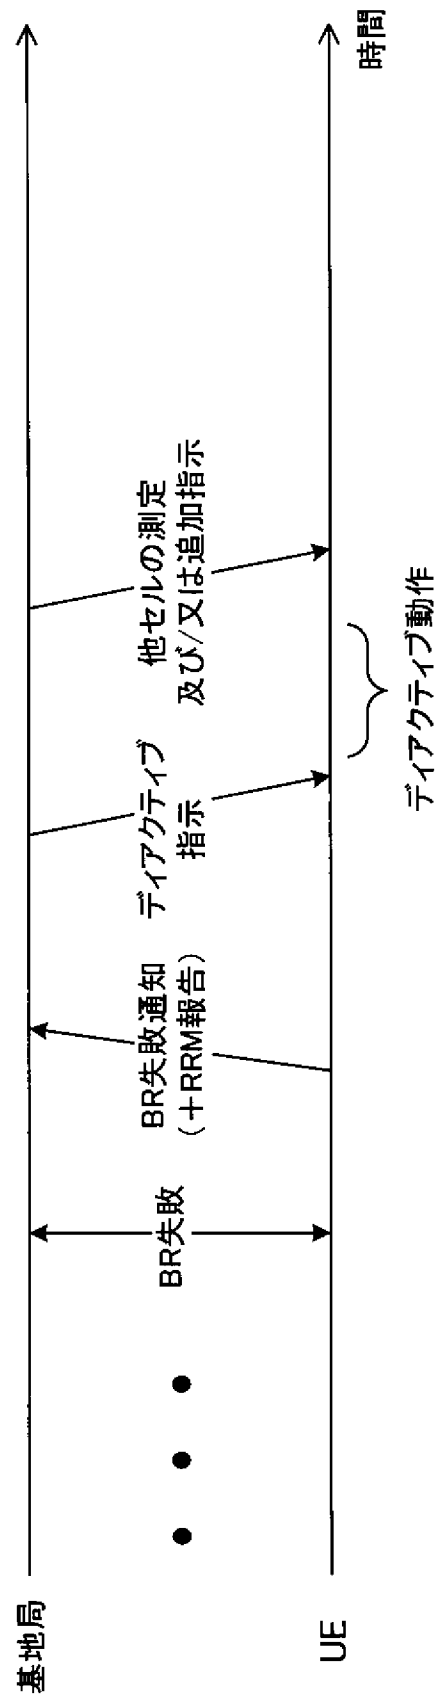 基地局
UE
BR失敗
BR失敗通知
(+RRM報告)
ディアクティブ
指示
他セルの測定
及び/又は追加指示
ディアクティブ動作
時間